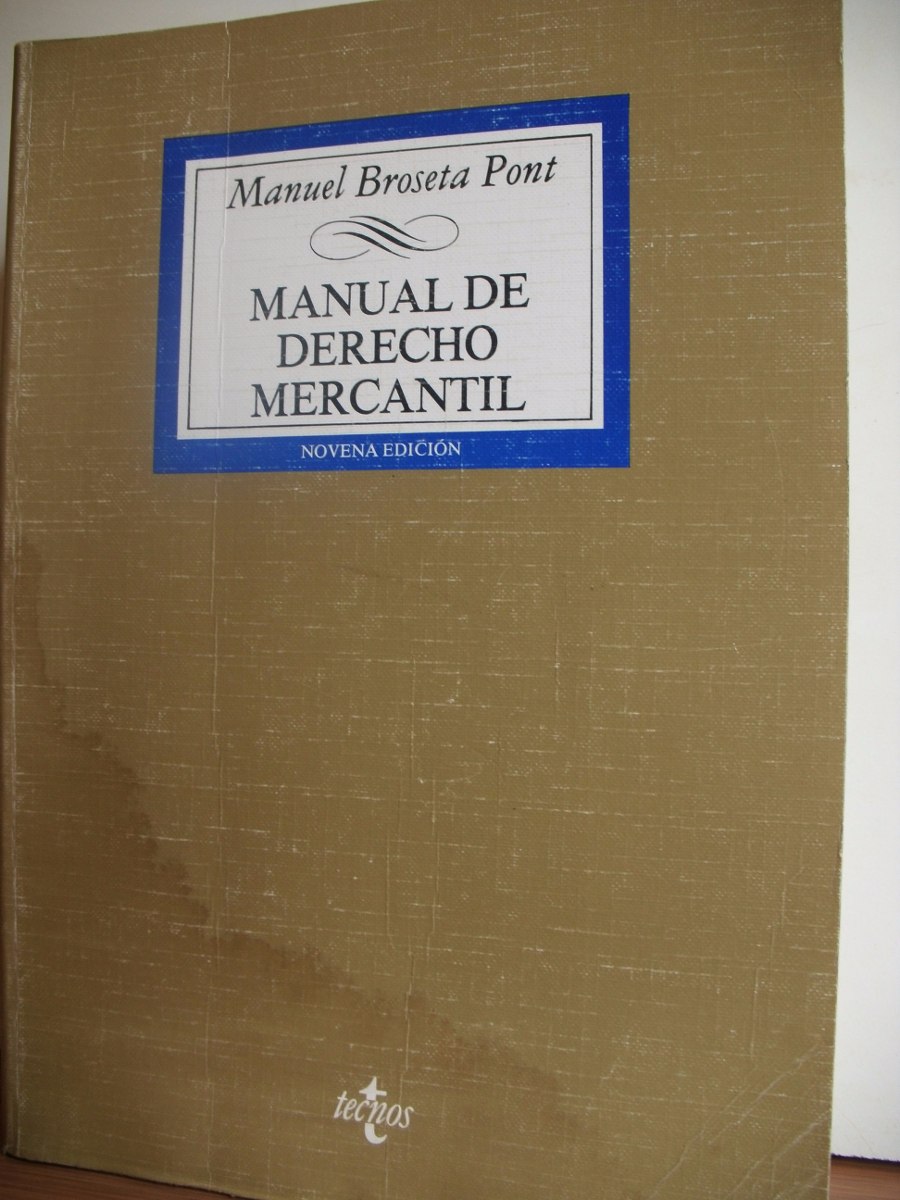 Manuel Broseta Pont
MANUAL DE
DERECHO
MERCANTIL
NOVENA EDICIÓN
tecnos